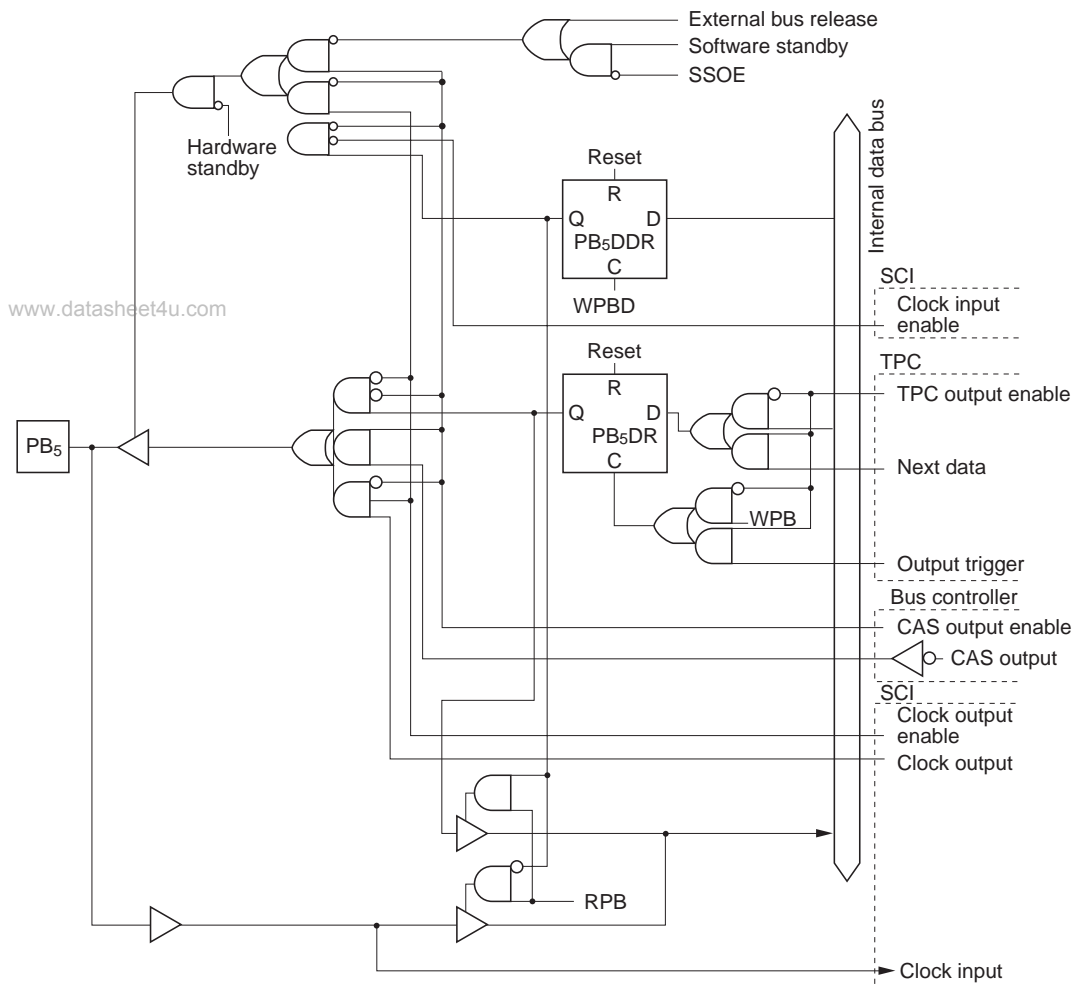 External bus release
Software standby
SSOE
Hardware
standby
Internal data bus
Reset
R
Q D
PB5DDR
C
WPBD
www.datasheet4u.com
SCI
Clock input
enable
Reset
R
Q D
PB5DR
C
TPC
TPC output enable
Next data
WPB
Output trigger
PB5
Bus controller
CAS output enable
CAS output
SCI
Clock output
enable
Clock output
RPB
Clock input